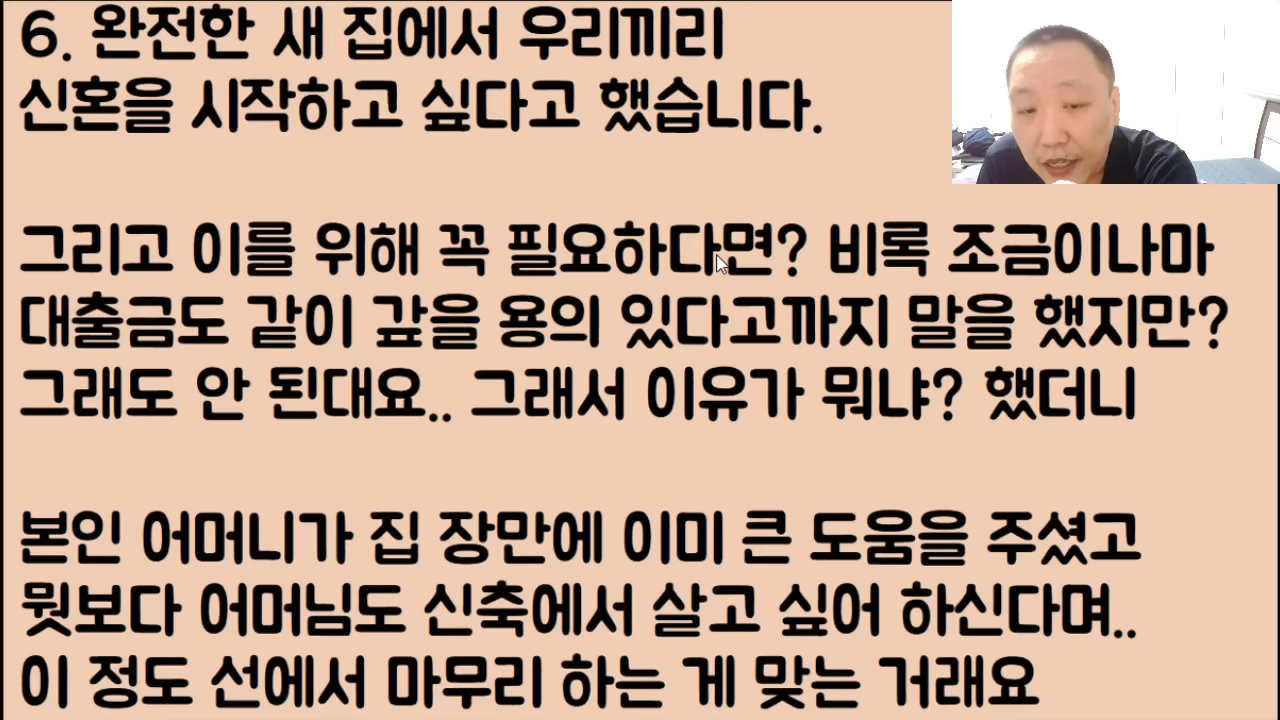 6. 완전한 새 집에서 우리끼리
신혼을 시작하고 싶다고 했습니다.
그리고 이를 위해 꼭 필요하다면? 비록 조금이나마
대출금도 같이 갚을 용의 있다고까지 말을 했지만?
그래도 안 된대요.. 그래서 이유가 뭐냐? 했더니
본인 어머니가 집 장만에 이미 큰 도움을 주셨고
뭣보다 어머님도 신축에서 살고 싶어 하신다며..
이 정도 선에서 마무리 하는 게 맞는 거래요